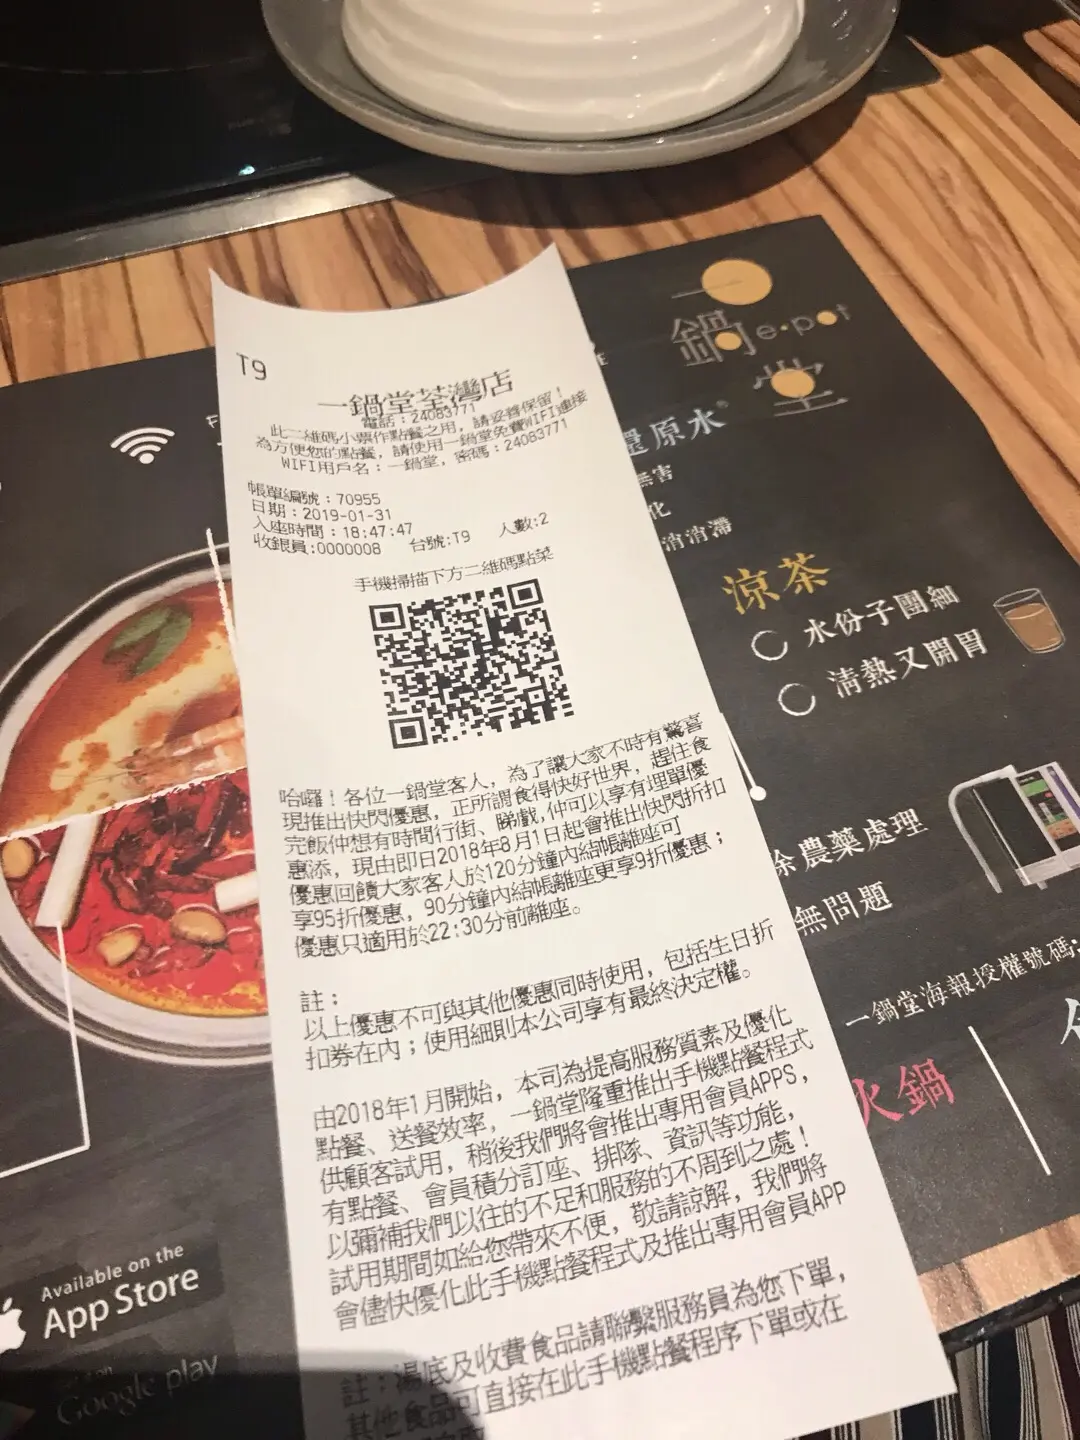 T9
一鍋堂荃灣店
電話：24083771
此二維碼小票作點餐之用，請妥善保留！
為方便您的點餐，請使用一鍋堂免費WIFI連接
WIFI用戶名：一鍋堂，密碼：24083771
帳單編號：70955
日期：2019-01-31
入座時間：18:47:47 人數:2
收銀員:0000008 台號:T9
手機掃描下方二維碼點菜
哈囉！各位一鍋堂客人，為了讓大家不時有驚喜
現推出快閃優惠，正所謂食得快好世界，趕住食
完飯仲想有時間行街、睇戲,仲可以享有埋單優
惠添，現由即日2018年8月1日起會推出快閃折扣
優惠回饋大家客人於120分鐘內結帳離座可
享95折優惠，90分鐘內結帳離座更享9折優惠；
優惠只適用於22:30分前離座。
註：
以上優惠不可與其他優惠同時使用，包括生日折
扣券在內；使用細則本公司享有最終決定權。
由2018年1月開始，本司為提高服務質素及優化
點餐、送餐效率，一鍋堂隆重推出手機點餐程式
供顧客試用，稍後我們將會推出專用會員APPS，
有點餐、會員積分訂座、排隊、資訊等功能，
以彌補我們以往的不足和服務的不周到之處！
試用期間如給您帶來不便，敬請諒解，我們將
會儘快優化此手機點餐程式及推出專用會員APP
註：湯底及收費食品請聯繫服務員為您下單，
其他食品可直接在此手機點餐程序下單或在
一鍋堂
e·pot
還原水
無害
化
清消滯
涼茶
水份子團細
清熱又開胃
余農藥處理
無問題
一鍋堂海報授權號碼:
火鍋
Available on the
App Store
Google play